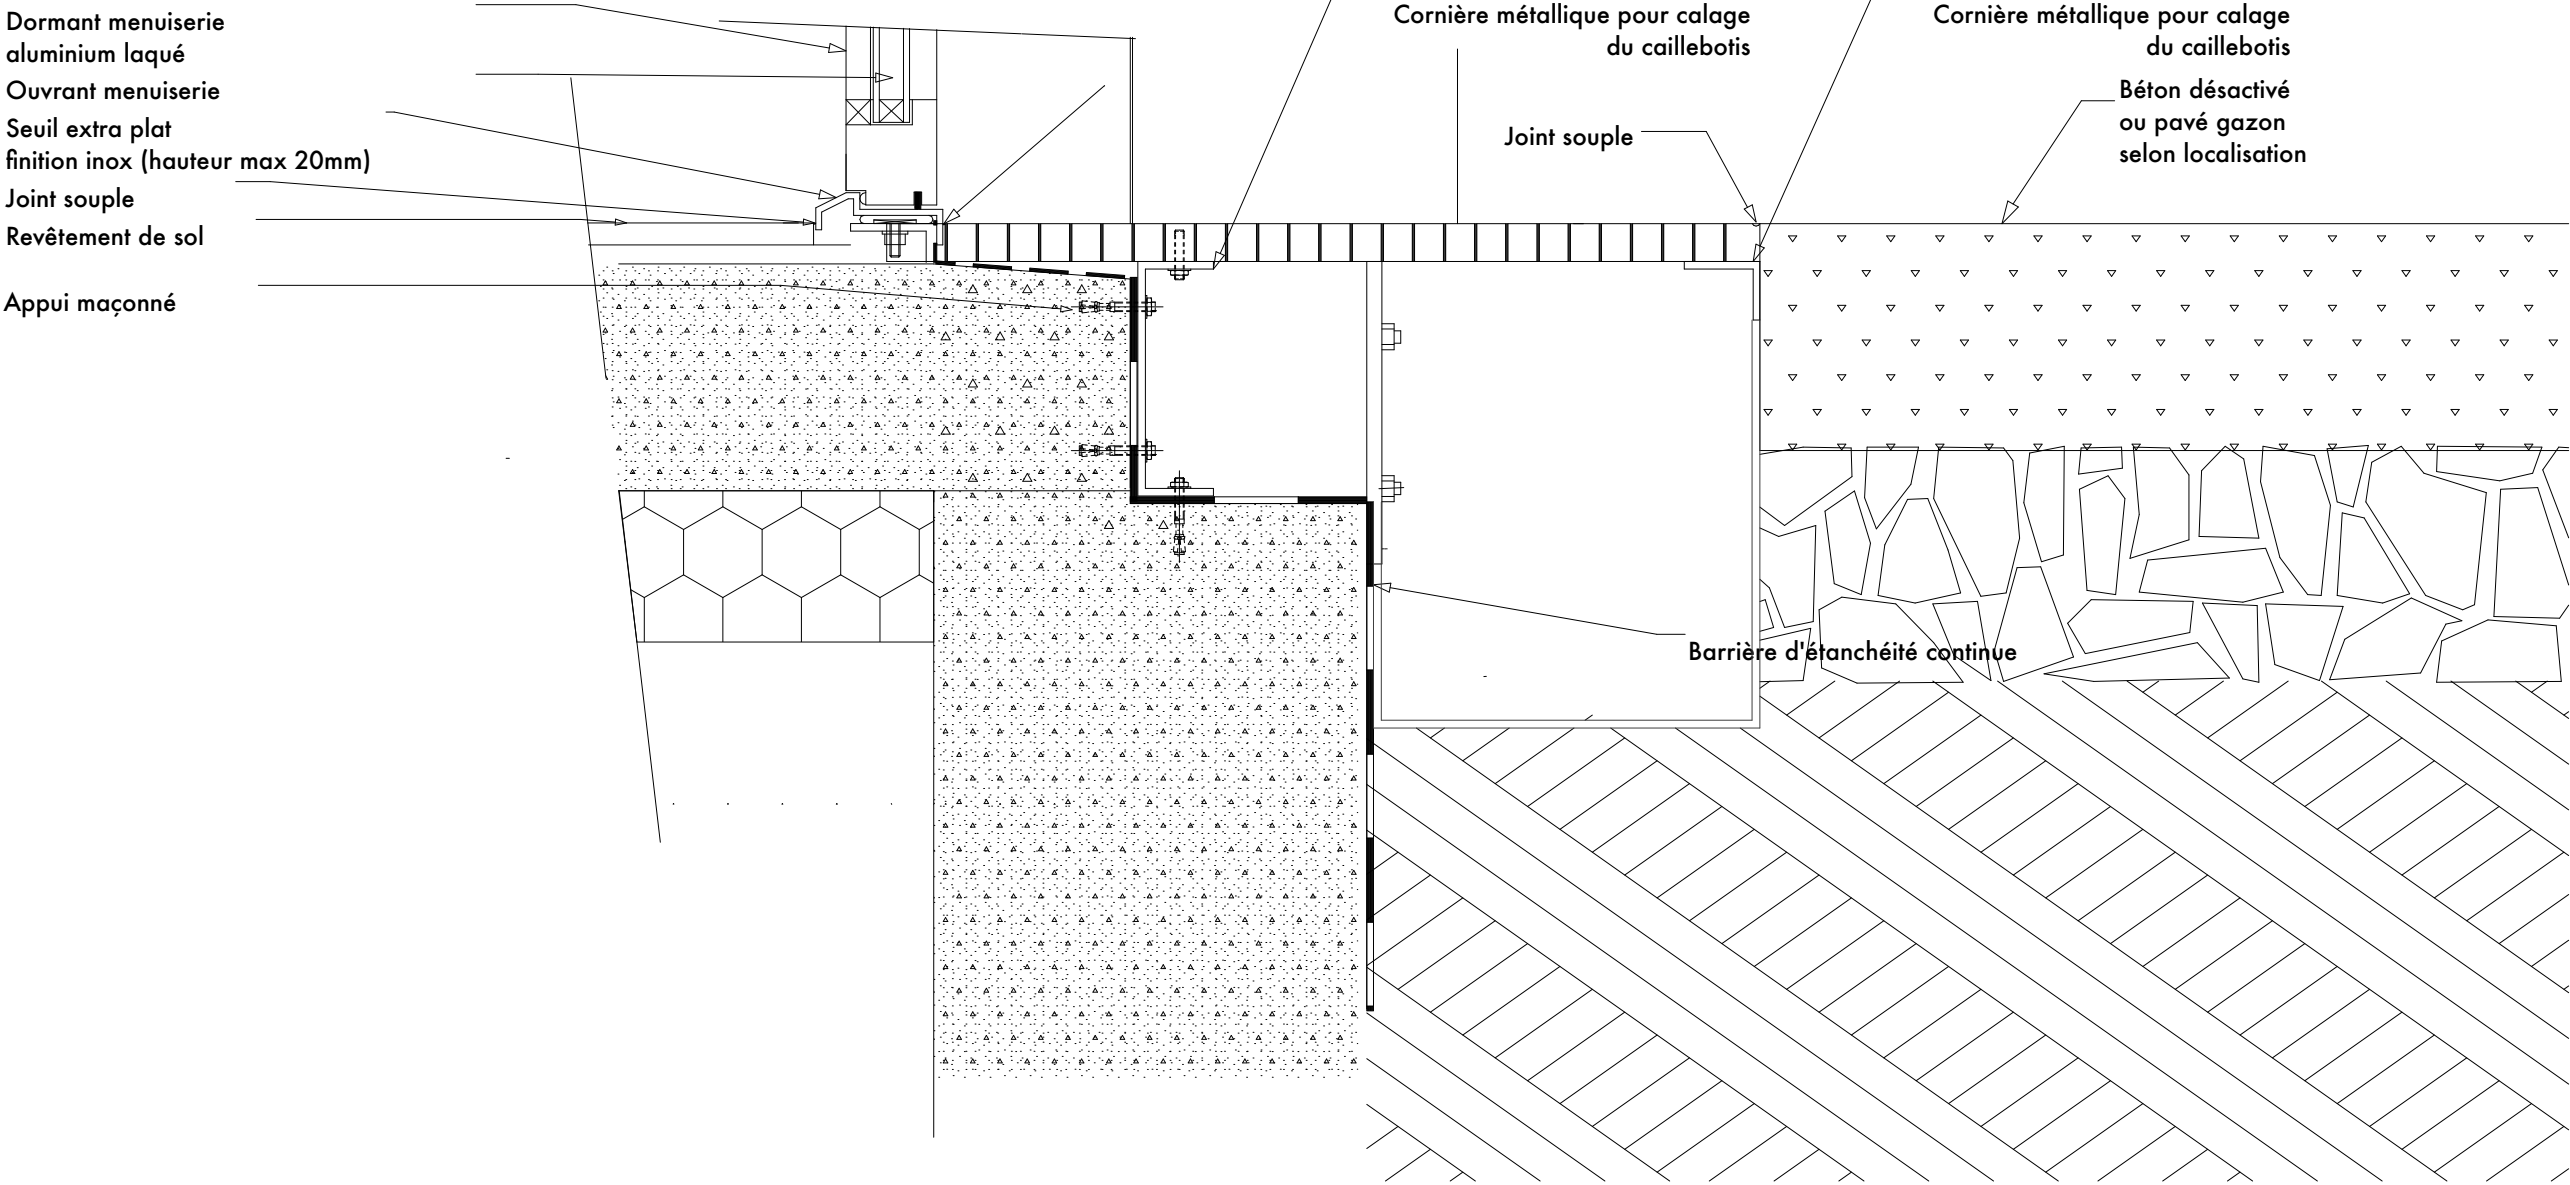 Dormant menuiserie
aluminium laqué
Ouvrant menuiserie
Seuil extra plat
finition inox (hauteur max 20mm)
Joint souple
Revêtement de sol
Appui maçonné
Cornière métallique pour calage
du caillebotis
Joint souple
Cornière métallique pour calage
du caillebotis
Béton désactivé
ou pavé gazon
selon localisation
Barrière d'étanchéité continue